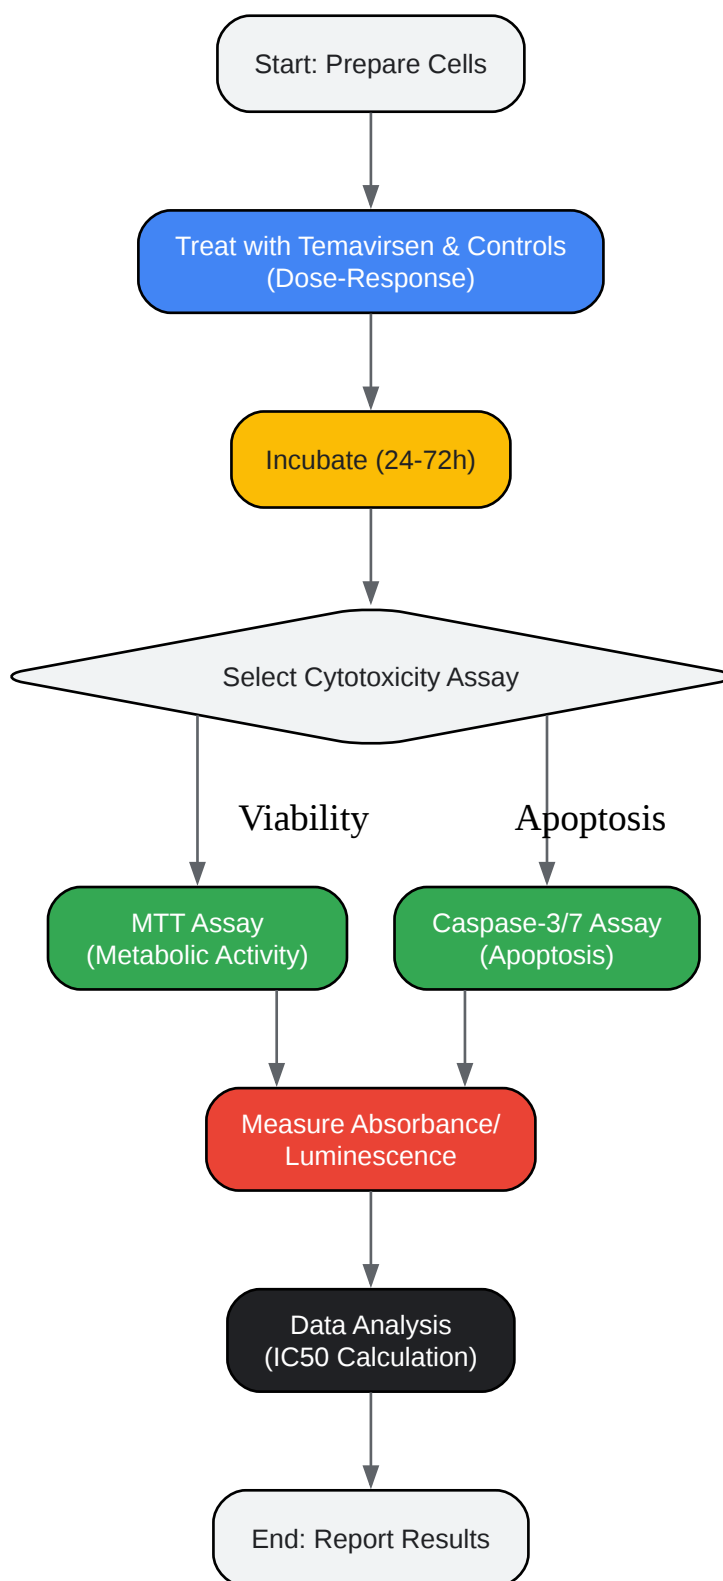 Start: Prepare Cells
Treat with Temavirsen & Controls
(Dose-Response)
Incubate (24-72h)
Select Cytotoxicity Assay
Viability
Apoptosis
MTT Assay
(Metabolic Activity)
Caspase-3/7 Assay
(Apoptosis)
Measure Absorbance/
Luminescence
Data Analysis
(IC50 Calculation)
End: Report Results